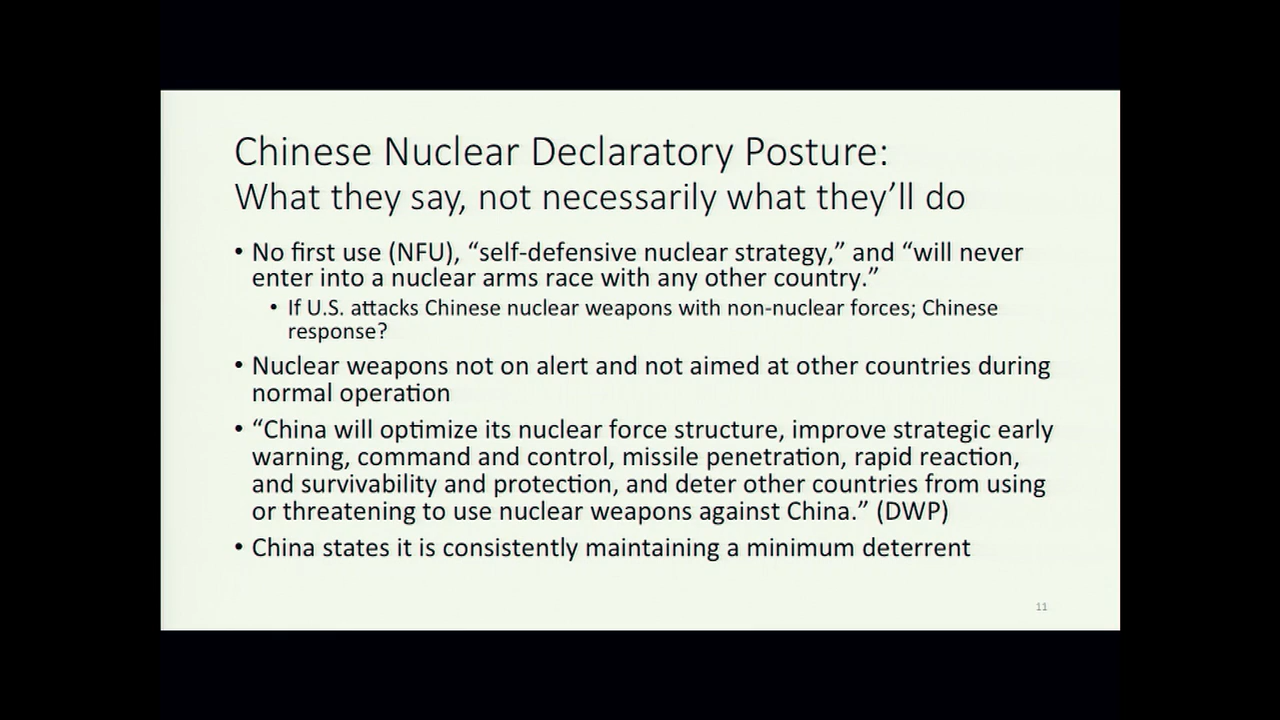 Chinese Nuclear Declaratory Posture:
What they say, not necessarily what they’ll do
• No first use (NFU), “self-defensive nuclear strategy,” and “will never
enter into a nuclear arms race with any other country.”
• If U.S. attacks Chinese nuclear weapons with non-nuclear forces; Chinese
response?
• Nuclear weapons not on alert and not aimed at other countries during
normal operation
• “China will optimize its nuclear force structure, improve strategic early
warning, command and control, missile penetration, rapid reaction,
and survivability and protection, and deter other countries from using
or threatening to use nuclear weapons against China.” (DWP)
• China states it is consistently maintaining a minimum deterrent
11